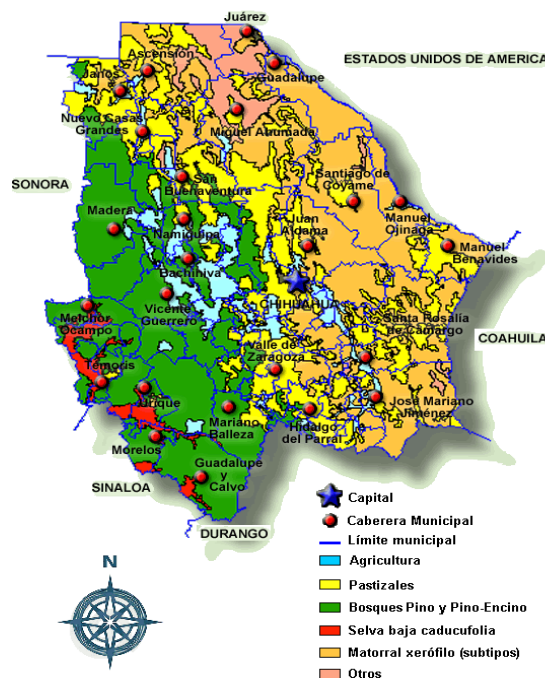 Juárez
ESTADOS UNIDOS DE AMERICA
Ascensión
Janos
Guadalupe
Nuevo Casas
Grandes
Miguel Ahumada
SONORA
San
Buenaventura
Santiago de
Coyame
Madera
Namiquipa
Juan
Aldama
Manuel
Ojinaga
Manuel
Benavides
Bachiniva
CHIHUAHUA
Melchor
Ocampo
Vicente
Guerrero
Santa Rosalía
de Camargo
COAHUILA
Témoris
Valle de
Zaragoza
Urique
Mariano
Balleza
José Mariano
Jiménez
Hidalgo
del Parral
Morelos
Guadalupe
y
Calvo
SINALOA
DURANGO
Capital
Caberera Municipal
Límite municipal
Agricultura
Pastizales
Bosques Pino y Pino-Encino
Selva baja caducufolia
Matorral xerófilo (subtipos)
Otros
N